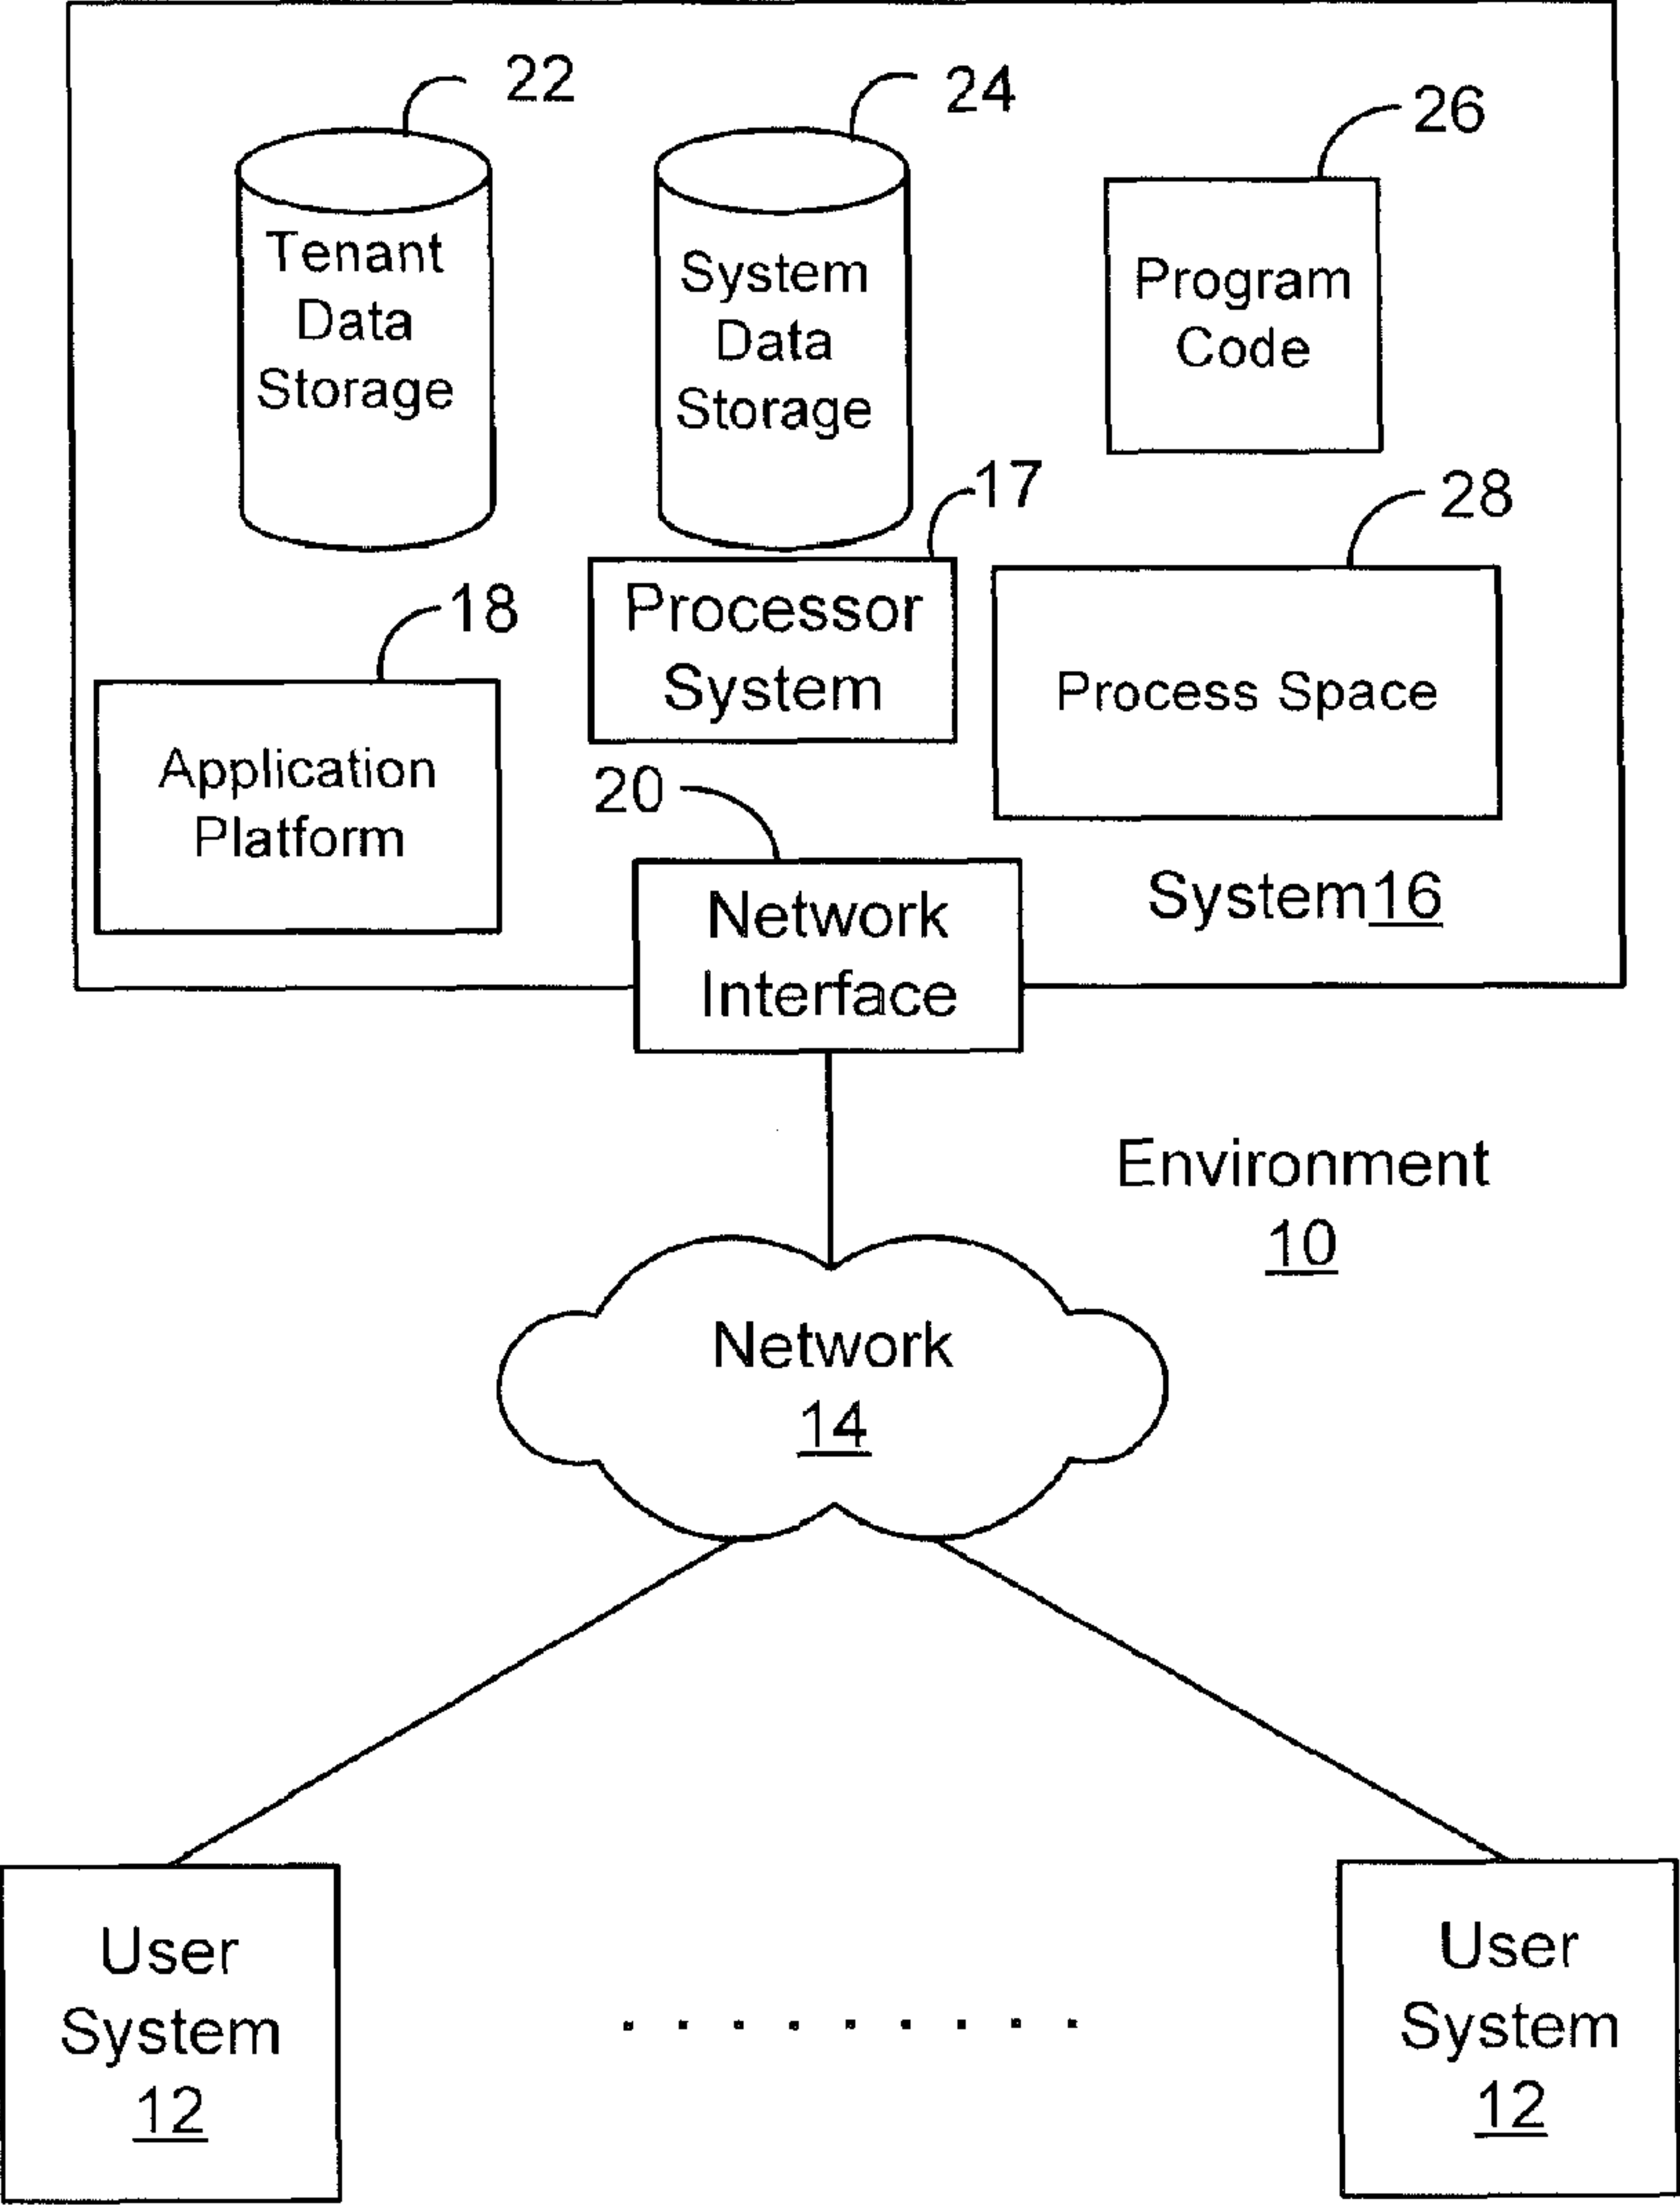 22
24
26
Tenant
Data
Storage
System
Data
Storage
Program
Code
17
28
18
Processor
System
Process Space
Application
Platform
20
Network
Interface
System16
Environment
10
Network
14
User
System
12
User
System
12